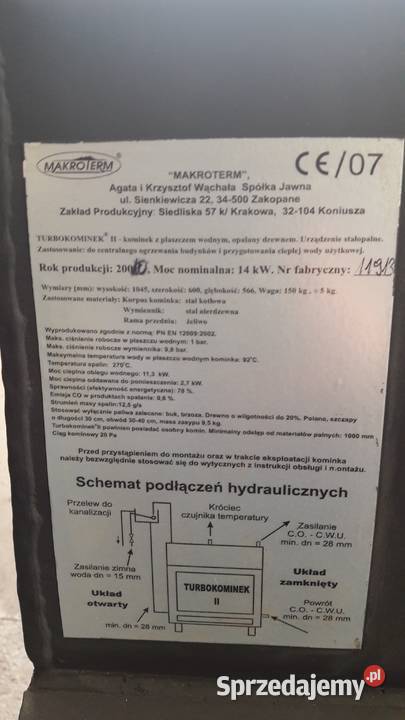 MAKROTERM®
CE/07
"MAKROTERM",
Agata i Krzysztof Wąchała Spółka Jawna
ul. Sienkiewicza 22, 34-500 Zakopane
Zakład Produkcyjny: Siedliska 57 k/ Krakowa, 32-104 Koniusza
TURBOKOMINEK® II - kominek z płaszczem wodnym, opalany drewnem. Urządzenie stałopalne.
Zastosowanie: do centralnego ogrzewania budynków i przygotowania ciepłej wody użytkowej.
Rok produkcji: 200 Moc nominalna: 14 kW. Nr fabryczny:
Wymiary (mm): wysokość: 1045, szerokość: 600, głębokość: 566, Waga: 150 kg, ± 5 kg.
Zastosowane materiały: Korpus kominka: stal kotłowa
Wymiennik: stal nierdzewna
Rama przednia: żeliwo
Wyprodukowano zgodnie z normą: PN EN 13009:2002.
Maks. ciśnienie robocze w płaszczu wodnym: 1 bar.
Maks. ciśnienie robocze wymiennika: 9,8 bar.
Maksymalna temperatura wody w płaszczu wodnym kominka: 92°C.
Temperatura spalin: 270°C.
Moc cieplna obiegu wodnego: 11,3 kW.
Moc cieplna oddawana do pomieszczenia: 2,7 kW.
Sprawność (efektywność energetyczna): 78 %.
Emisja CO w produktach spalania: 0,6 %.
Strumień masy spalin:12,5 g/s
Stosować wyłącznie paliwa zalecane: buk, brzoza. Drewno o wilgotności do 20%. Polano, szczapy
o długości 30 cm, obwód 30-40 cm, masa zasypu 9,5 kg.
Turbokominek®II powinien posiadać osobny komin. Minimalny odstęp od materiałów palnych: 1000 mm
Ciąg kominowy 20 Pa
Przed przystąpieniem do montażu oraz w trakcie eksploatacji kominka
należy bezwzględnie stosować się do wytycznych z instrukcji obsługi i montażu.
Schemat podłączeń hydraulicznych
Przelew do
kanalizacji
Króciec
czujnika temperatury
Zasilanie
C.O. - C.W.U.
min. dn = 28 mm
Zasilanie zimna
woda dn = 15 mm
Układ
otwarty
TURBOKOMINEK
II
Układ
zamknięty
Powrót
C.O. - C.W.U.
min. dn = 28 mm
min. dn = 28 mm
Sprzedajemy.pl